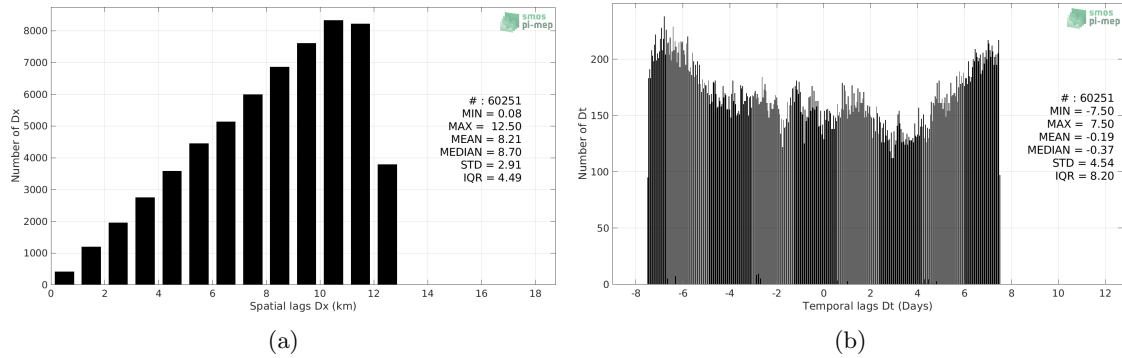 smos
pi-mep
Number of Dx
8000
7000
6000
5000
4000
3000
2000
1000
0
# : 60251
MIN = 0.08
MAX = 12.50
MEAN = 8.21
MEDIAN = 8.70
STD = 2.91
IQR = 4.49
0 2 4 6 8 10 12 14 16 18
Spatial lags Dx (km)
(a)
smos
pi-mep
Number of Dt
200
150
100
50
0
# : 60251
MIN = -7.50
MAX = 7.50
MEAN = -0.19
MEDIAN = -0.37
STD = 4.54
IQR = 8.20
-8 -6 -4 -2 0 2 4 6 8 10 12
Temporal lags Dt (Days)
(b)